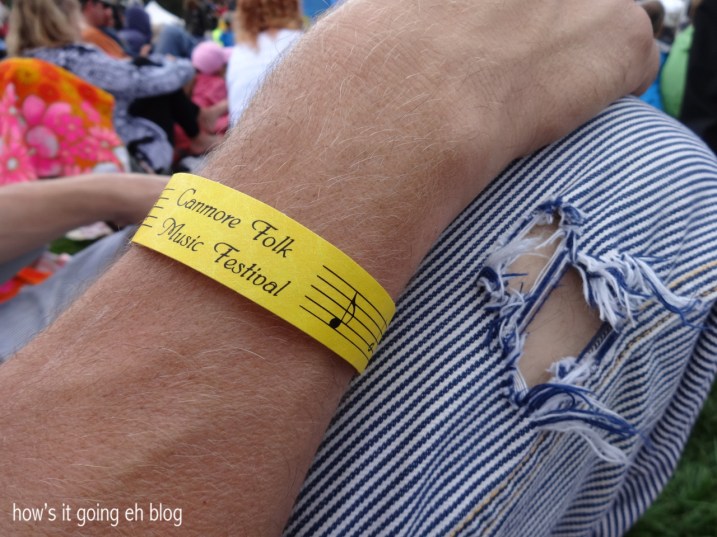 Canmore Folk
Music Festival
how's it going eh blog